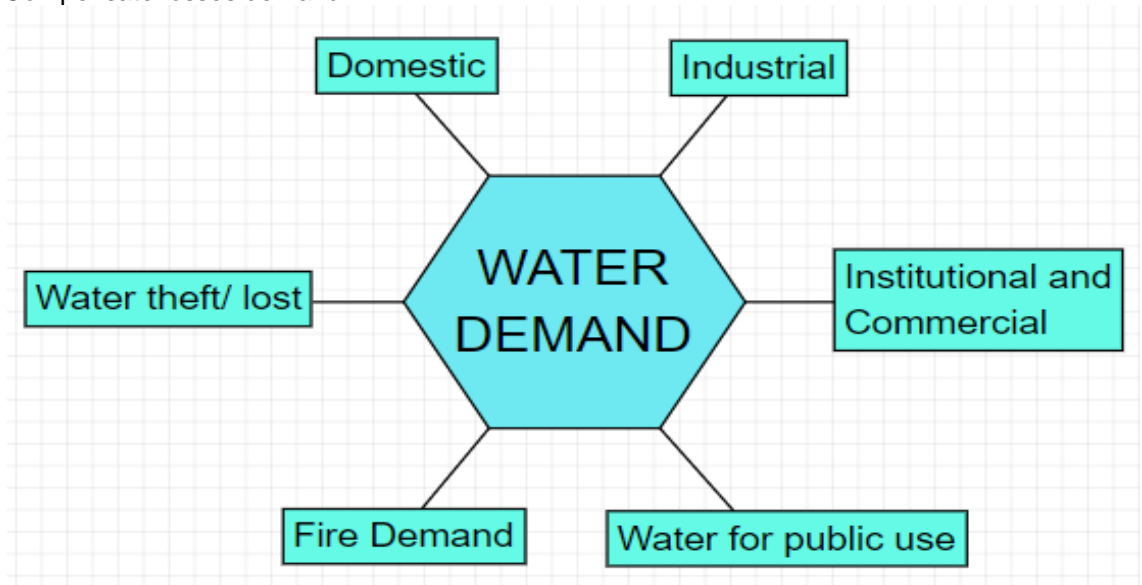 Domestic
Industrial
WATER
DEMAND
Institutional and
Commercial
Water theft/ lost
Fire Demand
Water for public use